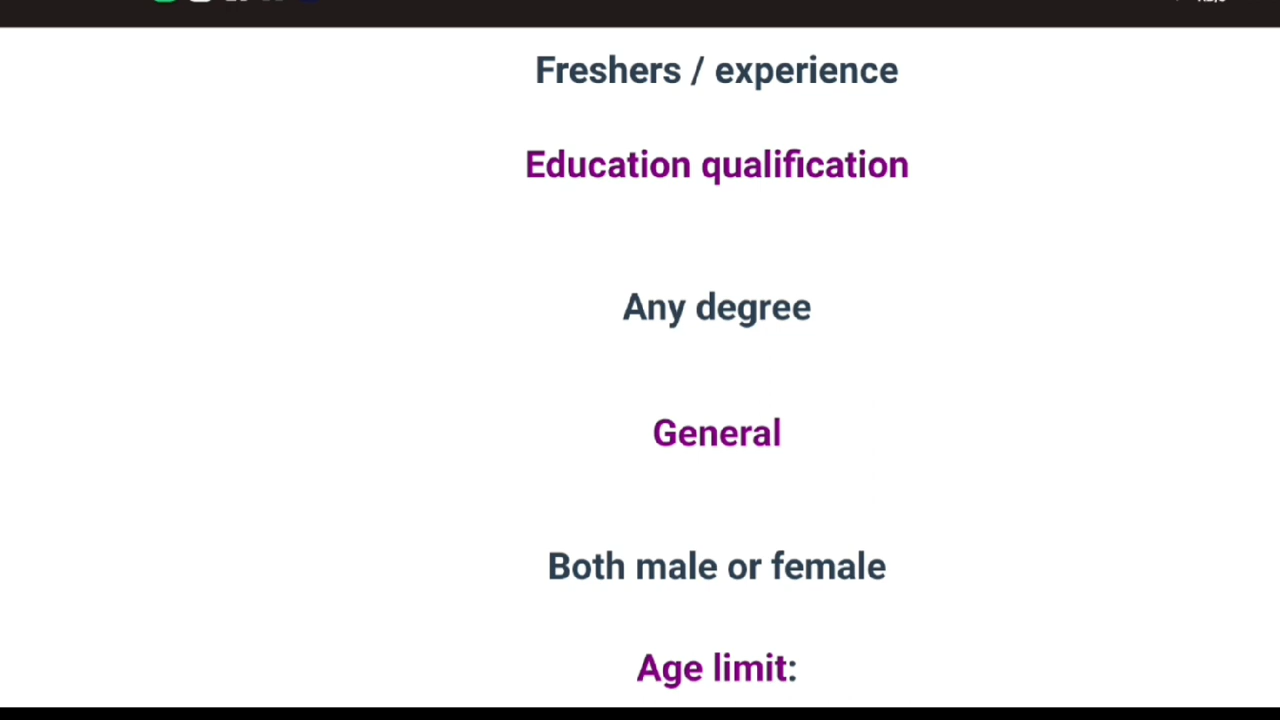 Freshers / experience
Education qualification
Any degree
General
Both male or female
Age limit: